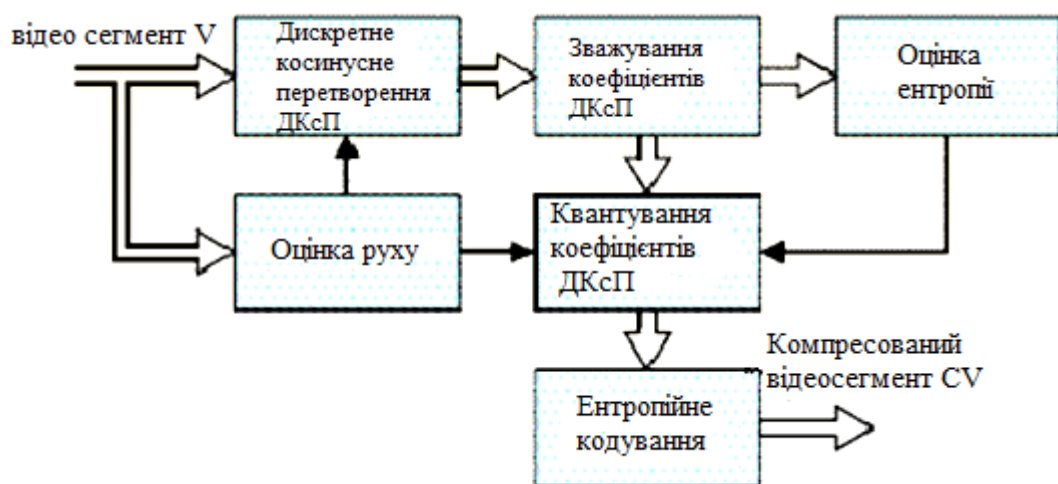 відео сегмент V
Дискретне
косинусне
перетворення
ДКсП
Зважування
коефіцієнтів
ДКсП
Оцінка
ентропії
Оцінка руху
Квантування
коефіцієнтів
ДКсП
Компресований
відеосегмент CV
Ентропійне
кодування